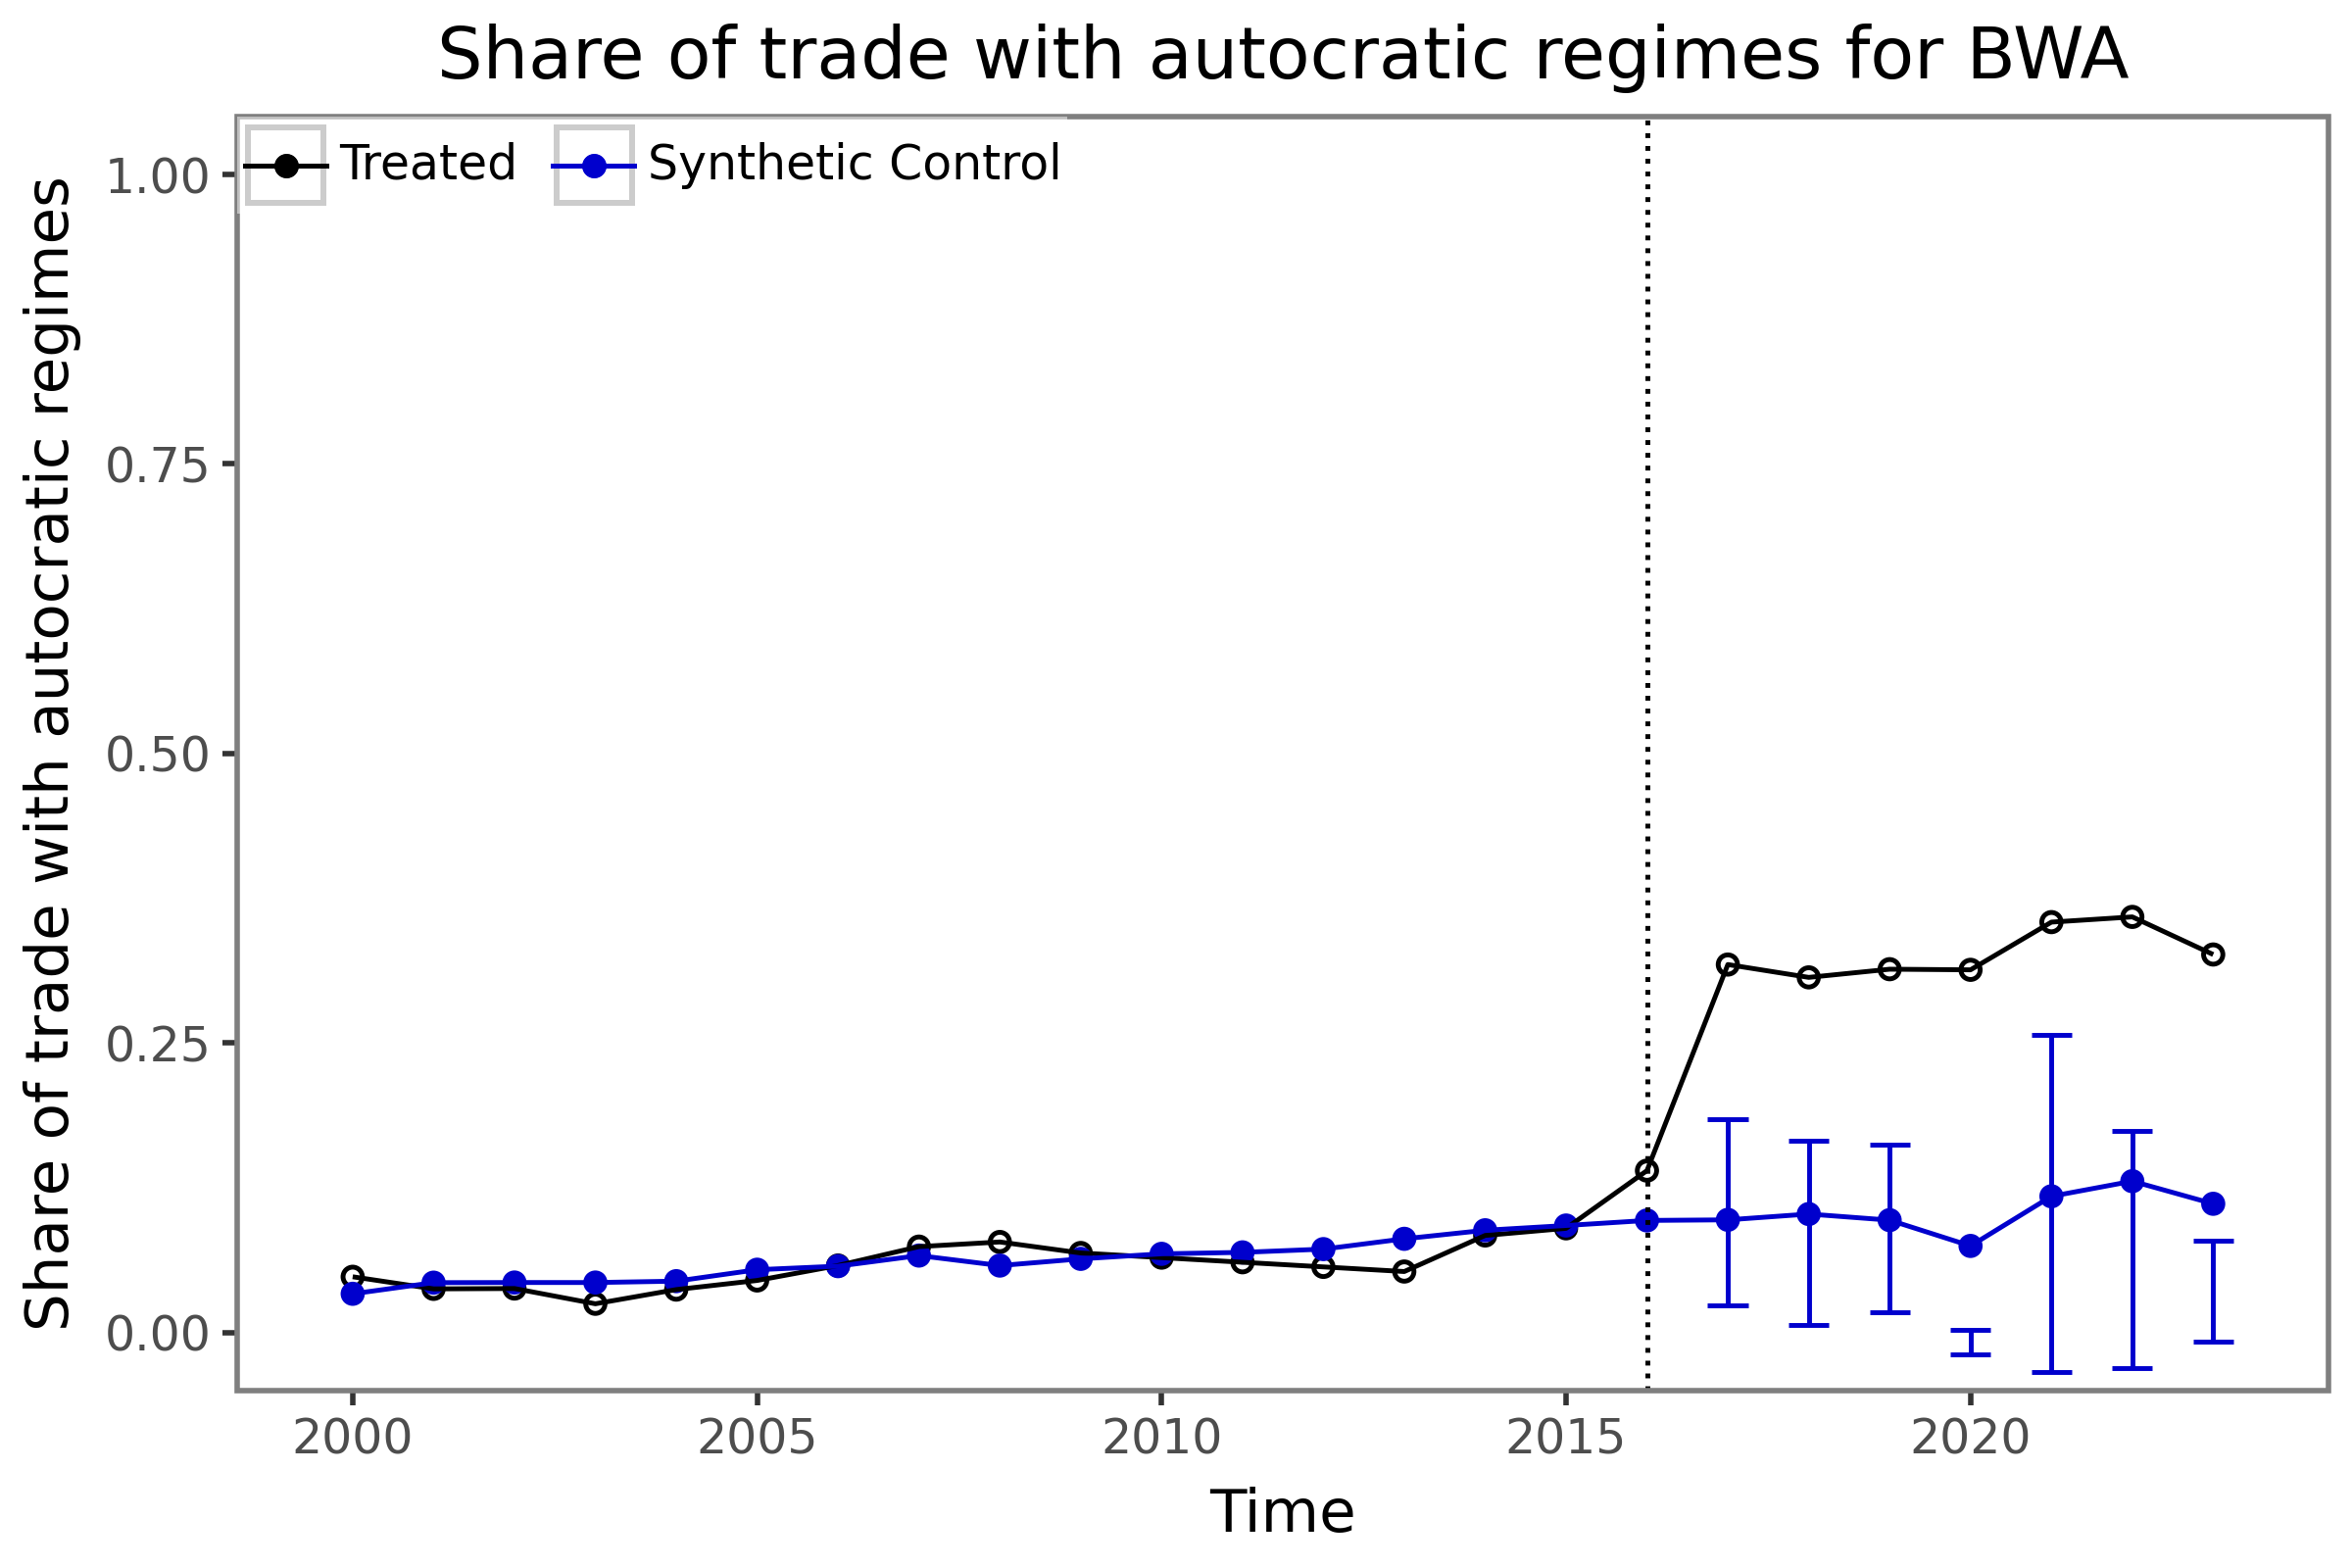 Share of trade with autocratic regimes for BWA
Treated
Synthetic Control
Share of trade with autocratic regimes
1.00
0.75
0.50
0.25
0.00
2000
2005
2010
2015
2020
Time